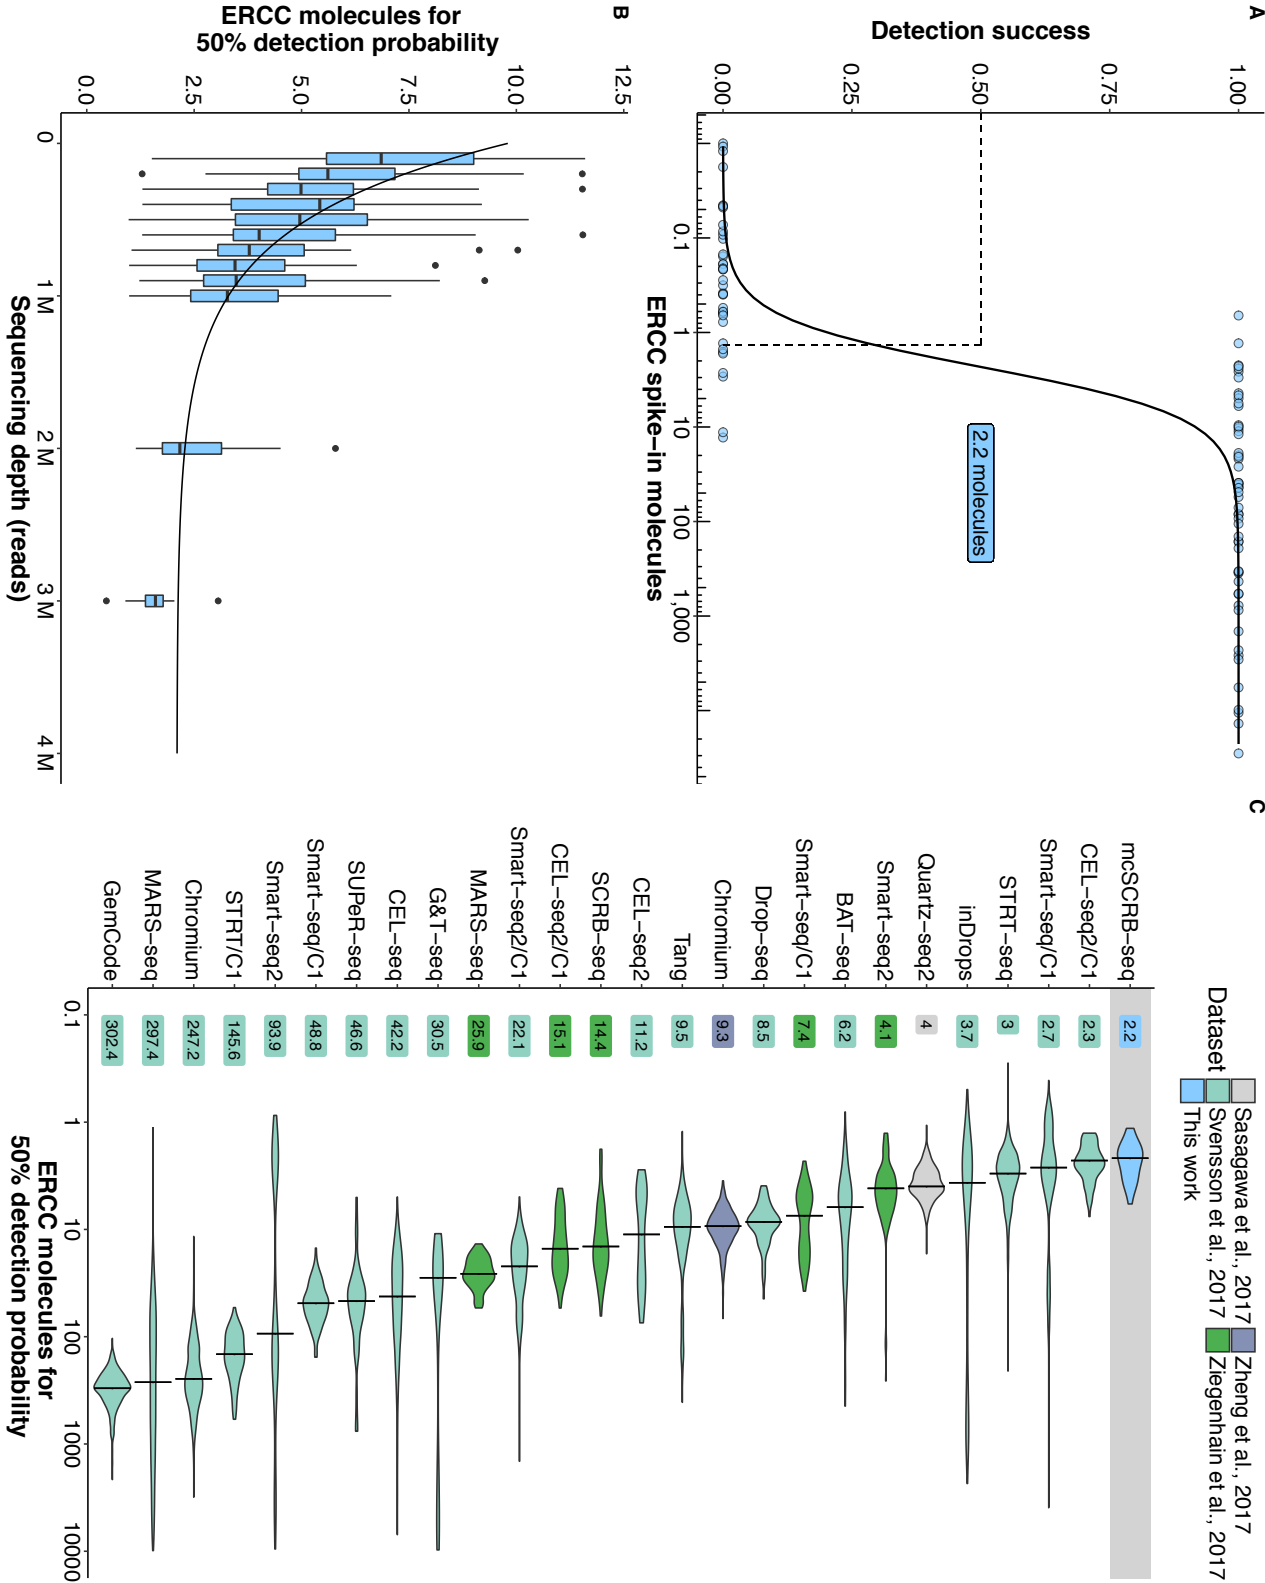 A
Detection success
1.00
0.75
0.50
0.25
0.00
2.2 molecules
0.1
1
10
100
1,000
ERCC spike−in molecules
B
ERCC molecules for
50% detection probability
12.5
10.0
7.5
5.0
2.5
0.0
0
1 M
2 M
3 M
4 M
Sequencing depth (reads)
C
Dataset
Sasagawa et al., 2017
Svensson et al., 2017
This work
Zheng et al., 2017
Ziegenhain et al., 2017
mcSCRB−seq 2.2
CEL−seq2/C1 2.3
Smart−seq/C1 2.7
STRT−seq 3
inDrops 3.7
Quartz−seq2 4
Smart−seq2 4.1
BAT−seq 6.2
Smart−seq/C1 7.4
Drop−seq 8.5
Chromium 9.3
Tang 9.5
CEL−seq2 11.2
SCRB−seq 14.4
CEL−seq2/C1 15.1
Smart−seq2/C1 22.1
MARS−seq 25.9
G&T−seq 30.5
CEL−seq 42.2
SUPeR−seq 46.6
Smart−seq/C1 48.8
Smart−seq2 93.9
STRT/C1 145.6
Chromium 247.2
MARS−seq 297.4
GemCode 302.4
0.1
1
10
100
1000
10000
ERCC molecules for
50% detection probability